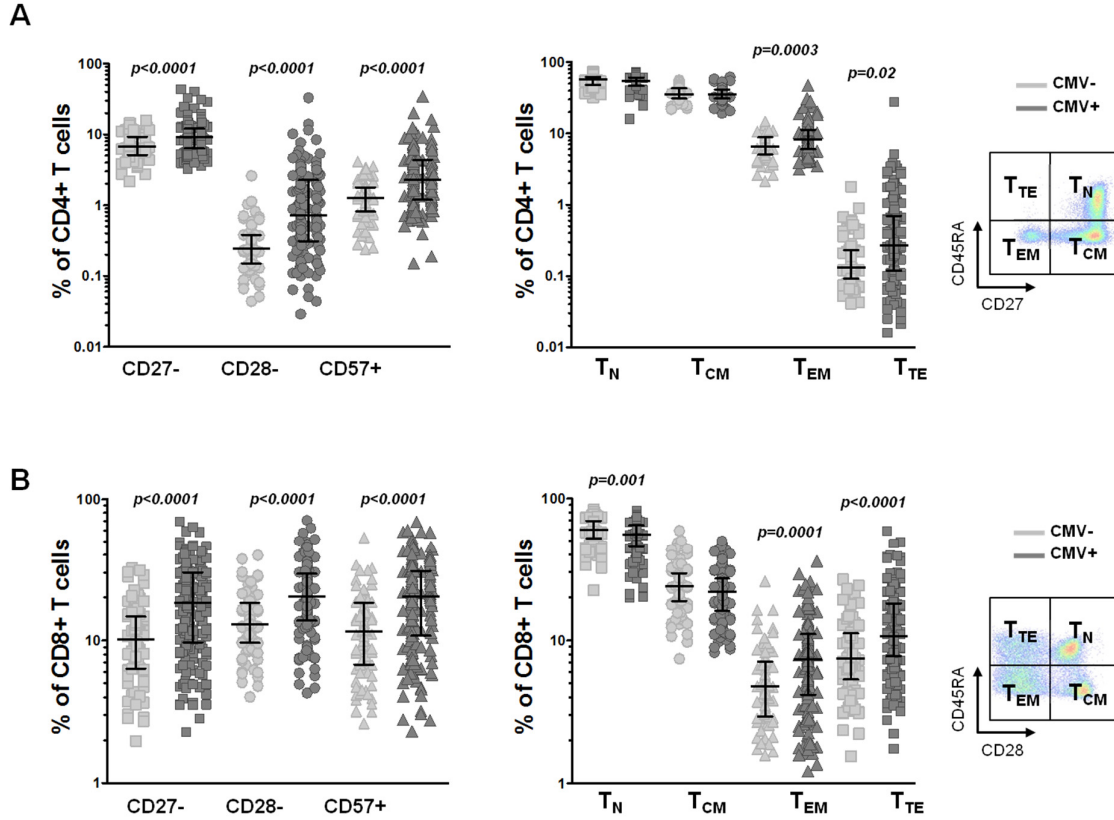 A
% of CD4+ T cells
100
10
1
0.1
0.01
p<0.0001
p<0.0001
p<0.0001
CD27-
CD28-
CD57+
% of CD4+ T cells
100
10
1
0.1
0.01
p=0.0003
p=0.02
TN
TCM
TEM
TTE
CMV-
CMV+
TTE
TN
TEM
TCM
CD45RA
CD27
B
% of CD8+ T cells
100
10
1
p<0.0001
p<0.0001
p<0.0001
CD27-
CD28-
CD57+
% of CD8+ T cells
100
10
1
p=0.001
p=0.0001
p<0.0001
TN
TCM
TEM
TTE
CMV-
CMV+
TTE
TN
TEM
TCM
CD45RA
CD28